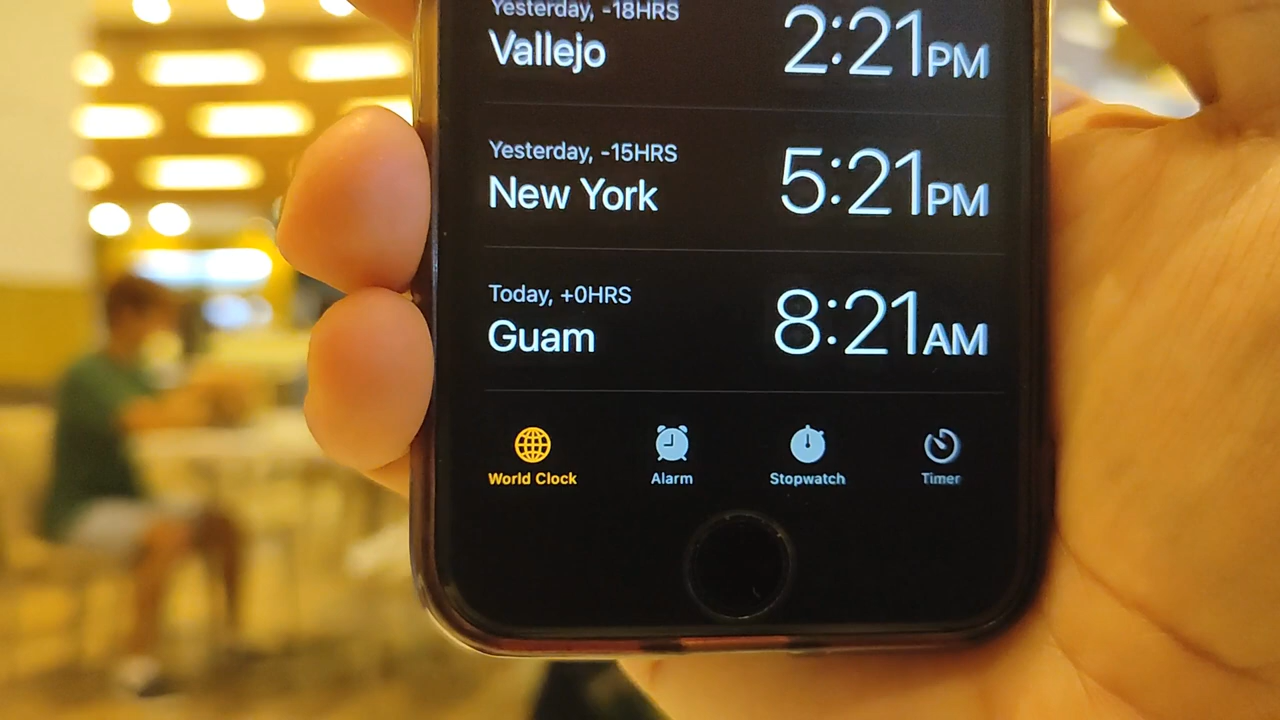 Yesterday, -18HRS
Vallejo 2:21PM
Yesterday, -15HRS
New York 5:21PM
Today, +0HRS
Guam 8:21AM
World Clock Alarm Stopwatch Timer